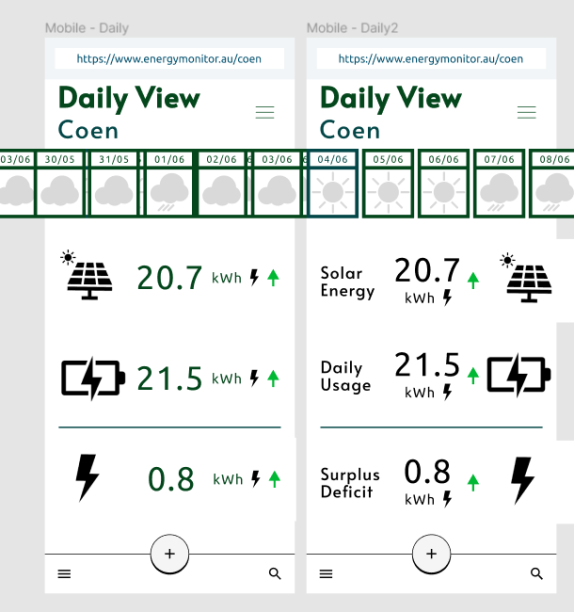 Mobile - Daily
https://www.energymonitor.au/coen
Daily View
Coen
Mobile - Daily2
https://www.energymonitor.au/coen
Daily View
Coen
03/06 30/05 31/05 01/06 02/06 03/06 04/06 05/06 06/06 07/06 08/06
20.7 kWh
21.5 kWh
0.8 kWh
+
Solar
Energy
20.7
kWh
Daily
Usage
21.5
kWh
Surplus
Deficit
0.8
kWh
+